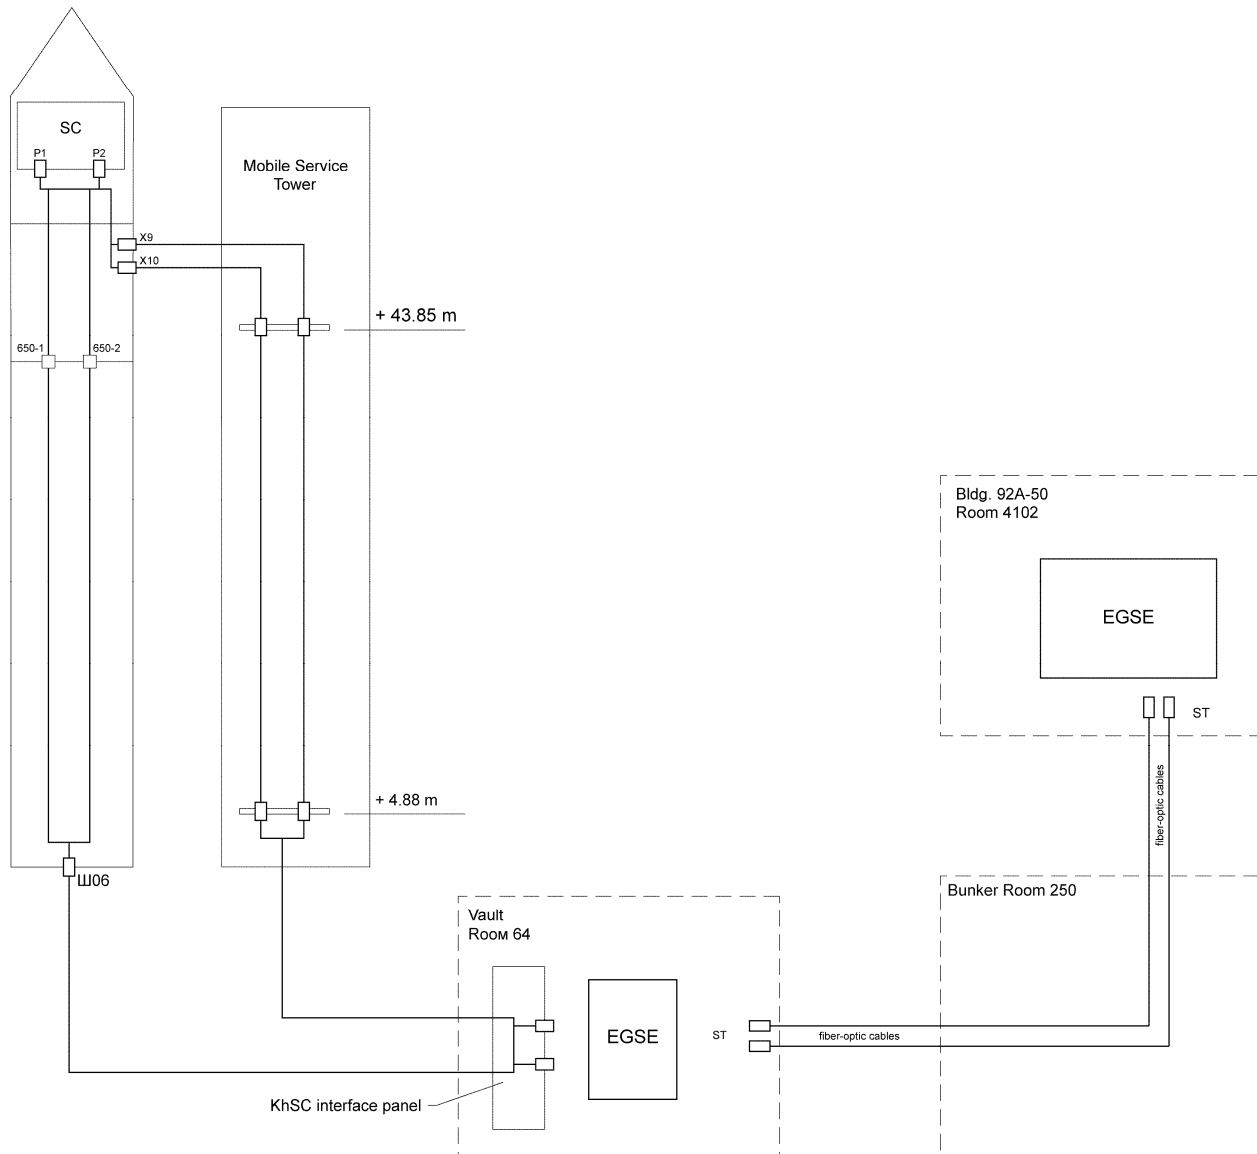 SC
P1
P2
Mobile Service
Tower
X9
X10
+ 43.85 m
650-1
650-2
Bldg. 92A-50
Room 4102
EGSE
ST
fiber-optic cables
+ 4.88 m
Ш06
Bunker Room 250
Vault
Rooм 64
EGSE
ST
fiber-optic cables
KhSC interface panel